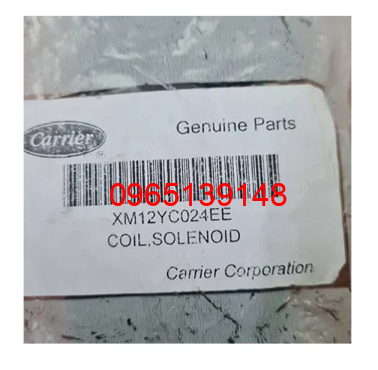 Carrier
Genuine Parts
0965139148
XM12YC024EE
COIL,SOLENOID
Carrier Corporation